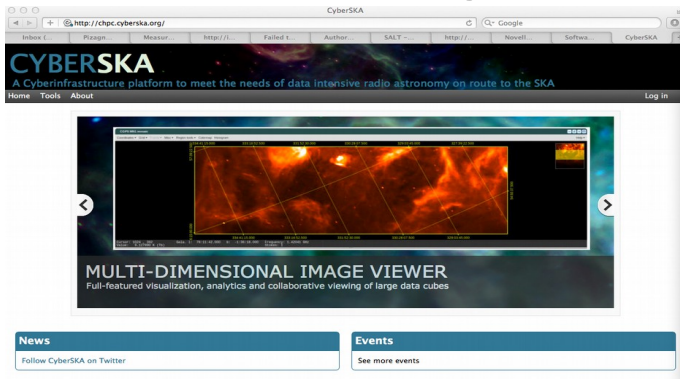 CyberSKA
http://chpc.cyberska.org/
Google
Inbox (... Pizagn... Measur... http://l... Failed t... Author... SALT -... http://... Novell... Softwa... CyberSKA
CYBERSKA
A Cyberinfrastructure platform to meet the needs of data intensive radio astronomy on route to the SKA
Home Tools About Log in
MULTI-DIMENSIONAL IMAGE VIEWER
Full-featured visualization, analytics and collaborative viewing of large data cubes
News
Follow CyberSKA on Twitter
Events
See more events